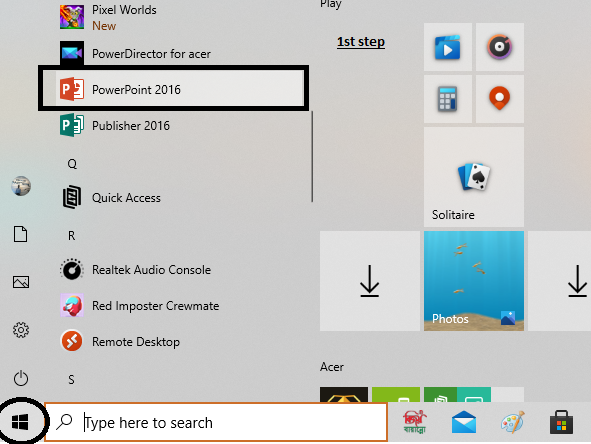 Pixel Worlds
New
PowerDirector for acer
PowerPoint 2016
Publisher 2016
Q
Quick Access
R
Realtek Audio Console
Red Imposter Crewmate
Remote Desktop
S
Type here to search
Play
1st step
Solitaire
Photos
Acer